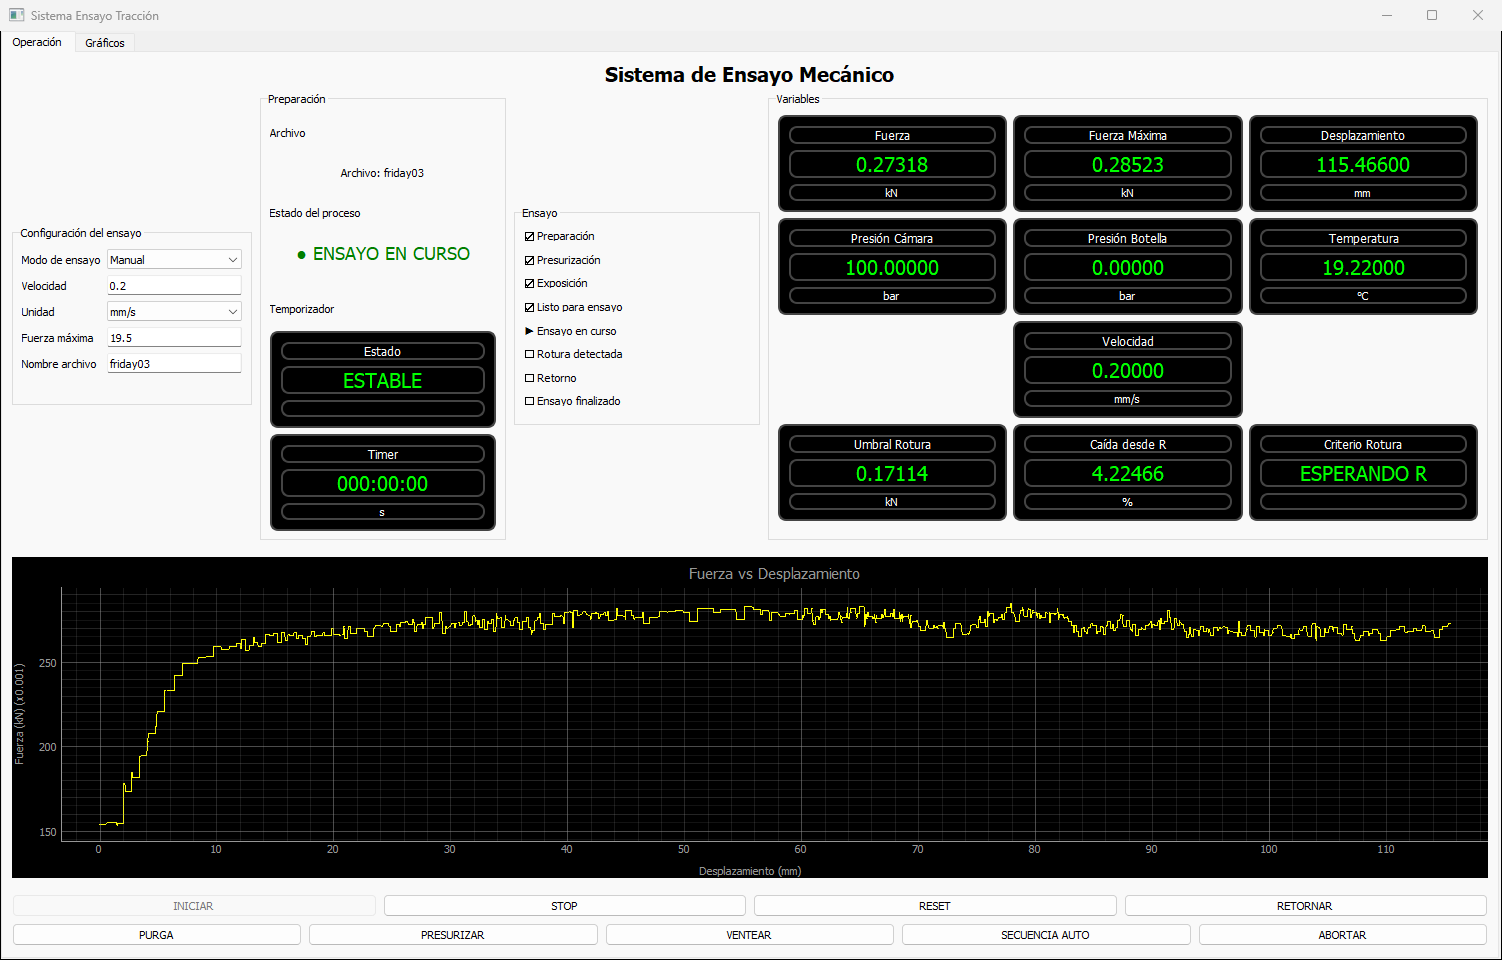 Sistema Ensayo Tracción
Operación
Gráficos
Sistema de Ensayo Mecánico
Configuración del ensayo
Modo de ensayo Manual
Velocidad 0.2
Unidad mm/s
Fuerza máxima 19.5
Nombre archivo friday03
Preparación
Archivo
Archivo: friday03
Estado del proceso
● ENSAYO EN CURSO
Temporizador
Estado
ESTABLE
Timer
000:00:00
s
Ensayo
Preparación
Presurización
Exposición
Listo para ensayo
Ensayo en curso
Rotura detectada
Retorno
Ensayo finalizado
Variables
Fuerza
0.27318
kN
Fuerza Máxima
0.28523
kN
Desplazamiento
115.46600
mm
Presión Cámara
100.00000
bar
Presión Botella
0.00000
bar
Temperatura
19.22000
°C
Velocidad
0.20000
mm/s
Umbral Rotura
0.17114
kN
Caída desde R
4.22466
%
Criterio Rotura
ESPERANDO R
Fuerza vs Desplazamiento
Fuerza (kN) (x0.001)
250
200
150
0 10 20 30 40 50 60 70 80 90 100 110
Desplazamiento (mm)
INICIAR
STOP
RESET
RETORNAR
PURGA
PRESURIZAR
VENTEAR
SECUENCIA AUTO
ABORTAR